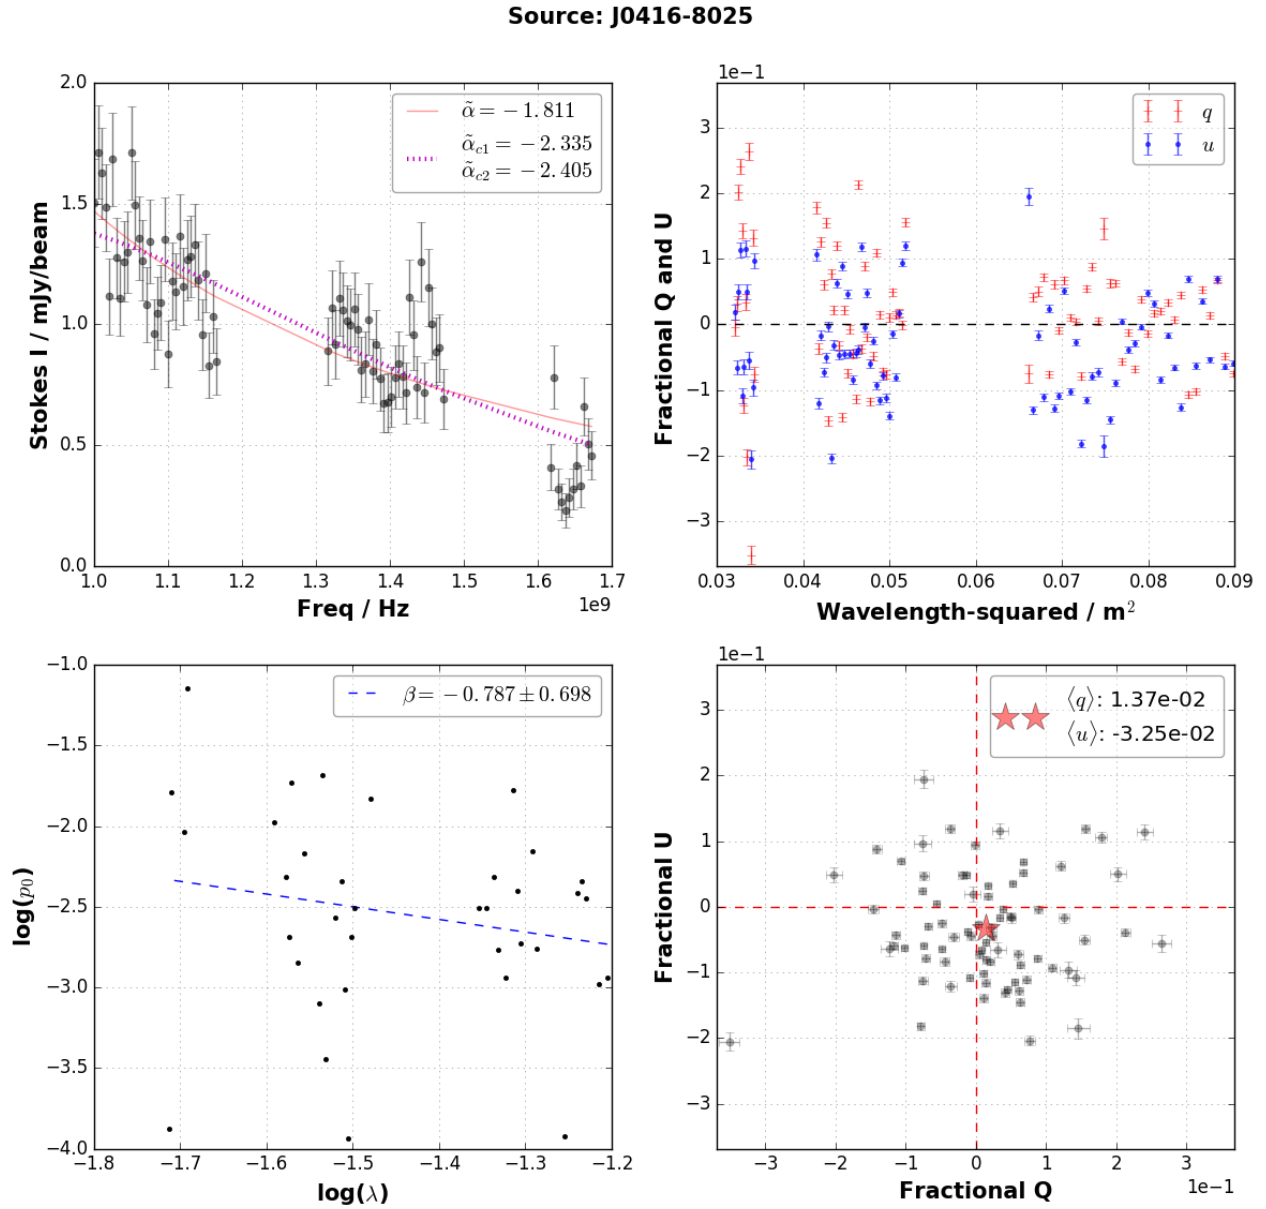 Source: J0416-8025
2.0
1.5
1.0
0.5
0.0
Stokes I / mJy/beam
α̃ = −1.811
α̃c1 = −2.335
α̃c2 = −2.405
1.0 1.1 1.2 1.3 1.4 1.5 1.6 1.7
1e9
Freq / Hz
1e−1
3
2
1
0
−1
−2
−3
Fractional Q and U
q
u
0.03 0.04 0.05 0.06 0.07 0.08 0.09
Wavelength-squared / m²
−1.0
−1.5
−2.0
−2.5
−3.0
−3.5
−4.0
log(p₀)
β = −0.787 ± 0.698
−1.8 −1.7 −1.6 −1.5 −1.4 −1.3 −1.2
log(λ)
1e−1
3
2
1
0
−1
−2
−3
Fractional U
⟨q⟩: 1.37e-02
⟨u⟩: -3.25e-02
−3 −2 −1 0 1 2 3
1e−1
Fractional Q